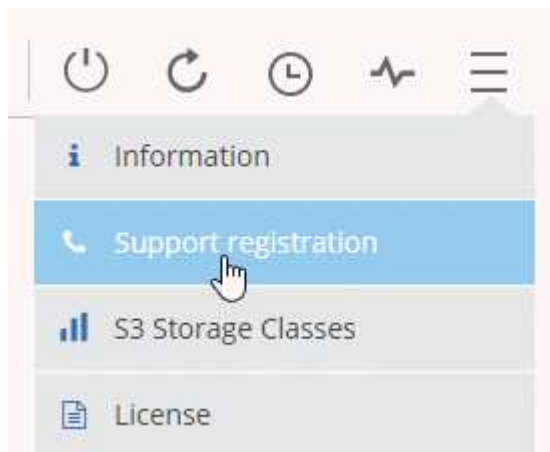 Information
Support registration
S3 Storage Classes
License